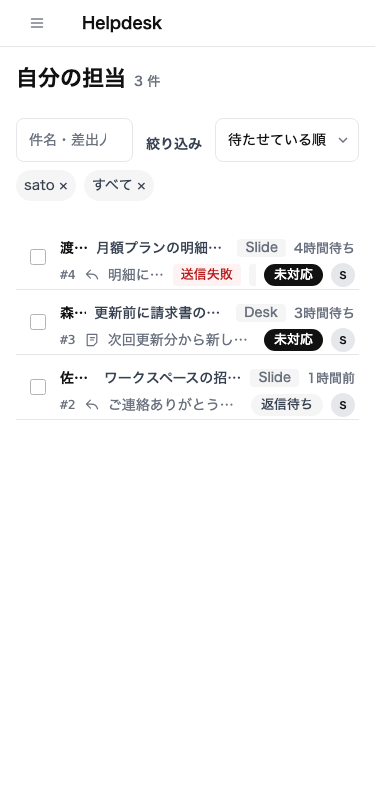 Helpdesk
自分の担当 3 件
件名・差出人 絞り込み 待たせている順
sato × すべて ×
渡… 月額プランの明細… Slide 4時間待ち
#4 明細に… 送信失敗 未対応 s
森… 更新前に請求書の… Desk 3時間待ち
#3 次回更新分から新し… 未対応 s
佐… ワークスペースの招… Slide 1時間前
#2 ご連絡ありがとう… 返信待ち s